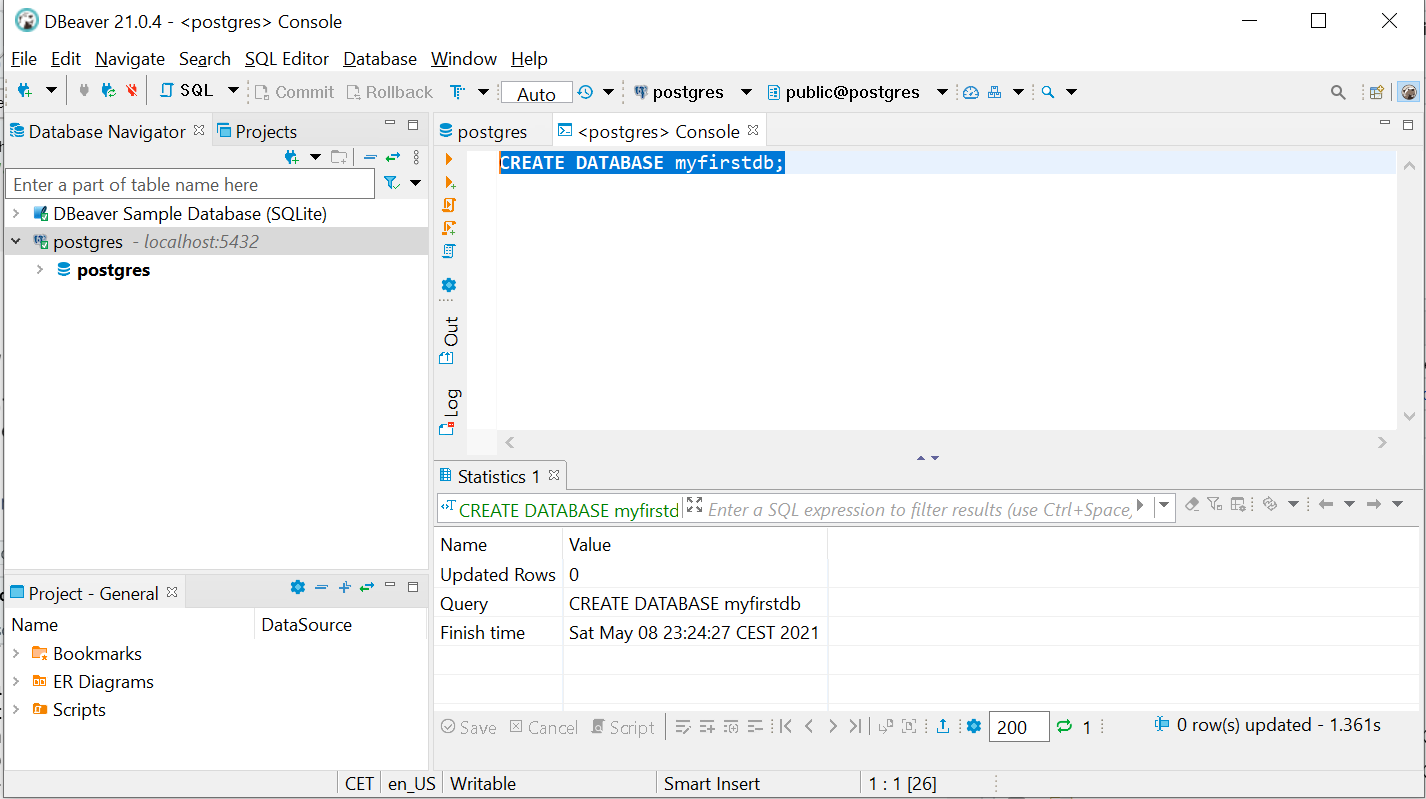 DBeaver 21.0.4 - <postgres> Console
File Edit Navigate Search SQL Editor Database Window Help
SQL Commit Rollback Auto postgres public@postgres
Database Navigator Projects
postgres <postgres> Console
Enter a part of table name here
DBeaver Sample Database (SQLite)
postgres - localhost:5432
postgres
CREATE DATABASE myfirstdb;
Out
Log
Statistics 1
CREATE DATABASE myfirstd Enter a SQL expression to filter results (use Ctrl+Space)
Name Value
Updated Rows 0
Query CREATE DATABASE myfirstdb
Finish time Sat May 08 23:24:27 CEST 2021
Save Cancel Script 200 1 0 row(s) updated - 1.361s
Project - General
Name DataSource
Bookmarks
ER Diagrams
Scripts
CET en_US Writable Smart Insert 1 : 1 [26]